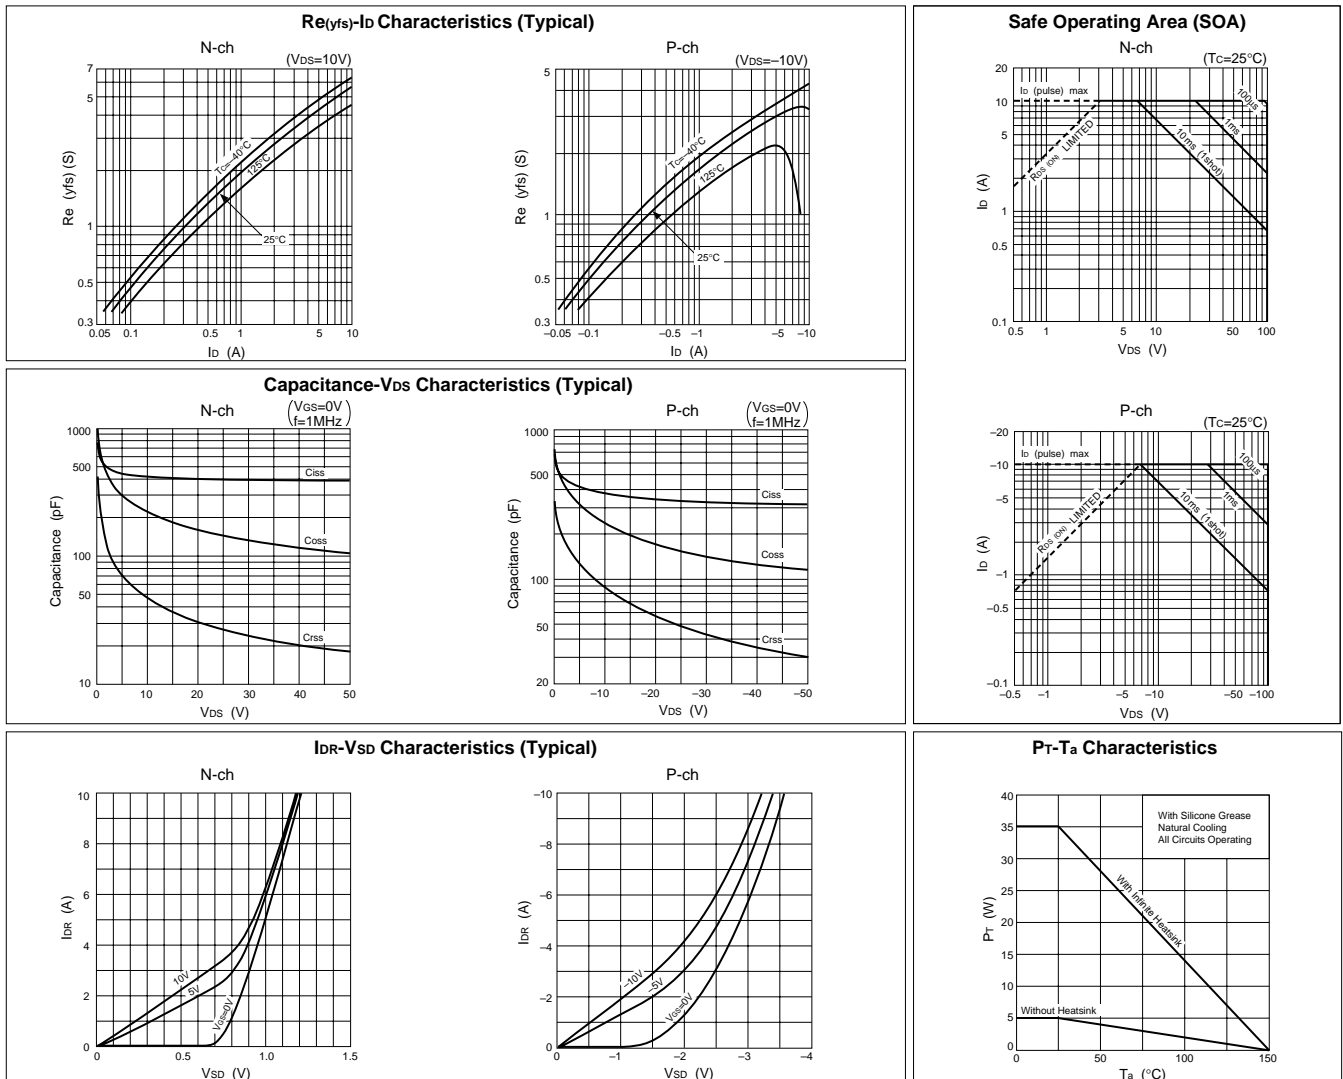 Re(yfs)-ID Characteristics (Typical)
N-ch
(VDS=10V)
7
5
1
0.5
0.3
Re (yfs) (S)
TC=–40°C
125°C
25°C
0.05 0.1 0.5 1 5 10
ID (A)
P-ch
(VDS=–10V)
5
1
0.5
0.3
Re (yfs) (S)
TC=–40°C
125°C
25°C
–0.05 –0.1 –0.5 –1 –5 –10
ID (A)
Safe Operating Area (SOA)
N-ch
(TC=25°C)
20
10
5
1
0.5
0.1
ID (A)
ID (pulse) max
RDS (ON) LIMITED
100µs
1ms
10ms (1shot)
0.5 1 5 10 50 100
VDS (V)
P-ch
(TC=25°C)
–20
–10
–5
–1
–0.5
–0.1
ID (A)
ID (pulse) max
RDS (ON) LIMITED
100µs
1ms
10ms (1shot)
–0.5 –1 –5 –10 –50 –100
VDS (V)
Capacitance-VDS Characteristics (Typical)
N-ch
(VGS=0V
f=1MHz)
1000
500
100
50
10
Capacitance (pF)
Ciss
Coss
Crss
0 10 20 30 40 50
VDS (V)
P-ch
(VGS=0V
f=1MHz)
1000
500
100
50
20
Capacitance (pF)
Ciss
Coss
Crss
0 –10 –20 –30 –40 –50
VDS (V)
IDR-VSD Characteristics (Typical)
N-ch
10
8
6
4
2
0
IDR (A)
10V
5V
VGS=0V
0 0.5 1.0 1.5
VSD (V)
P-ch
–10
–8
–6
–4
–2
0
IDR (A)
–10V
–5V
VGS=0V
0 –1 –2 –3 –4
VSD (V)
PT-Ta Characteristics
40
35
30
25
20
15
10
5
0
PT (W)
With Silicone Grease
Natural Cooling
All Circuits Operating
With Infinite Heatsink
Without Heatsink
0 50 100 150
Ta (°C)